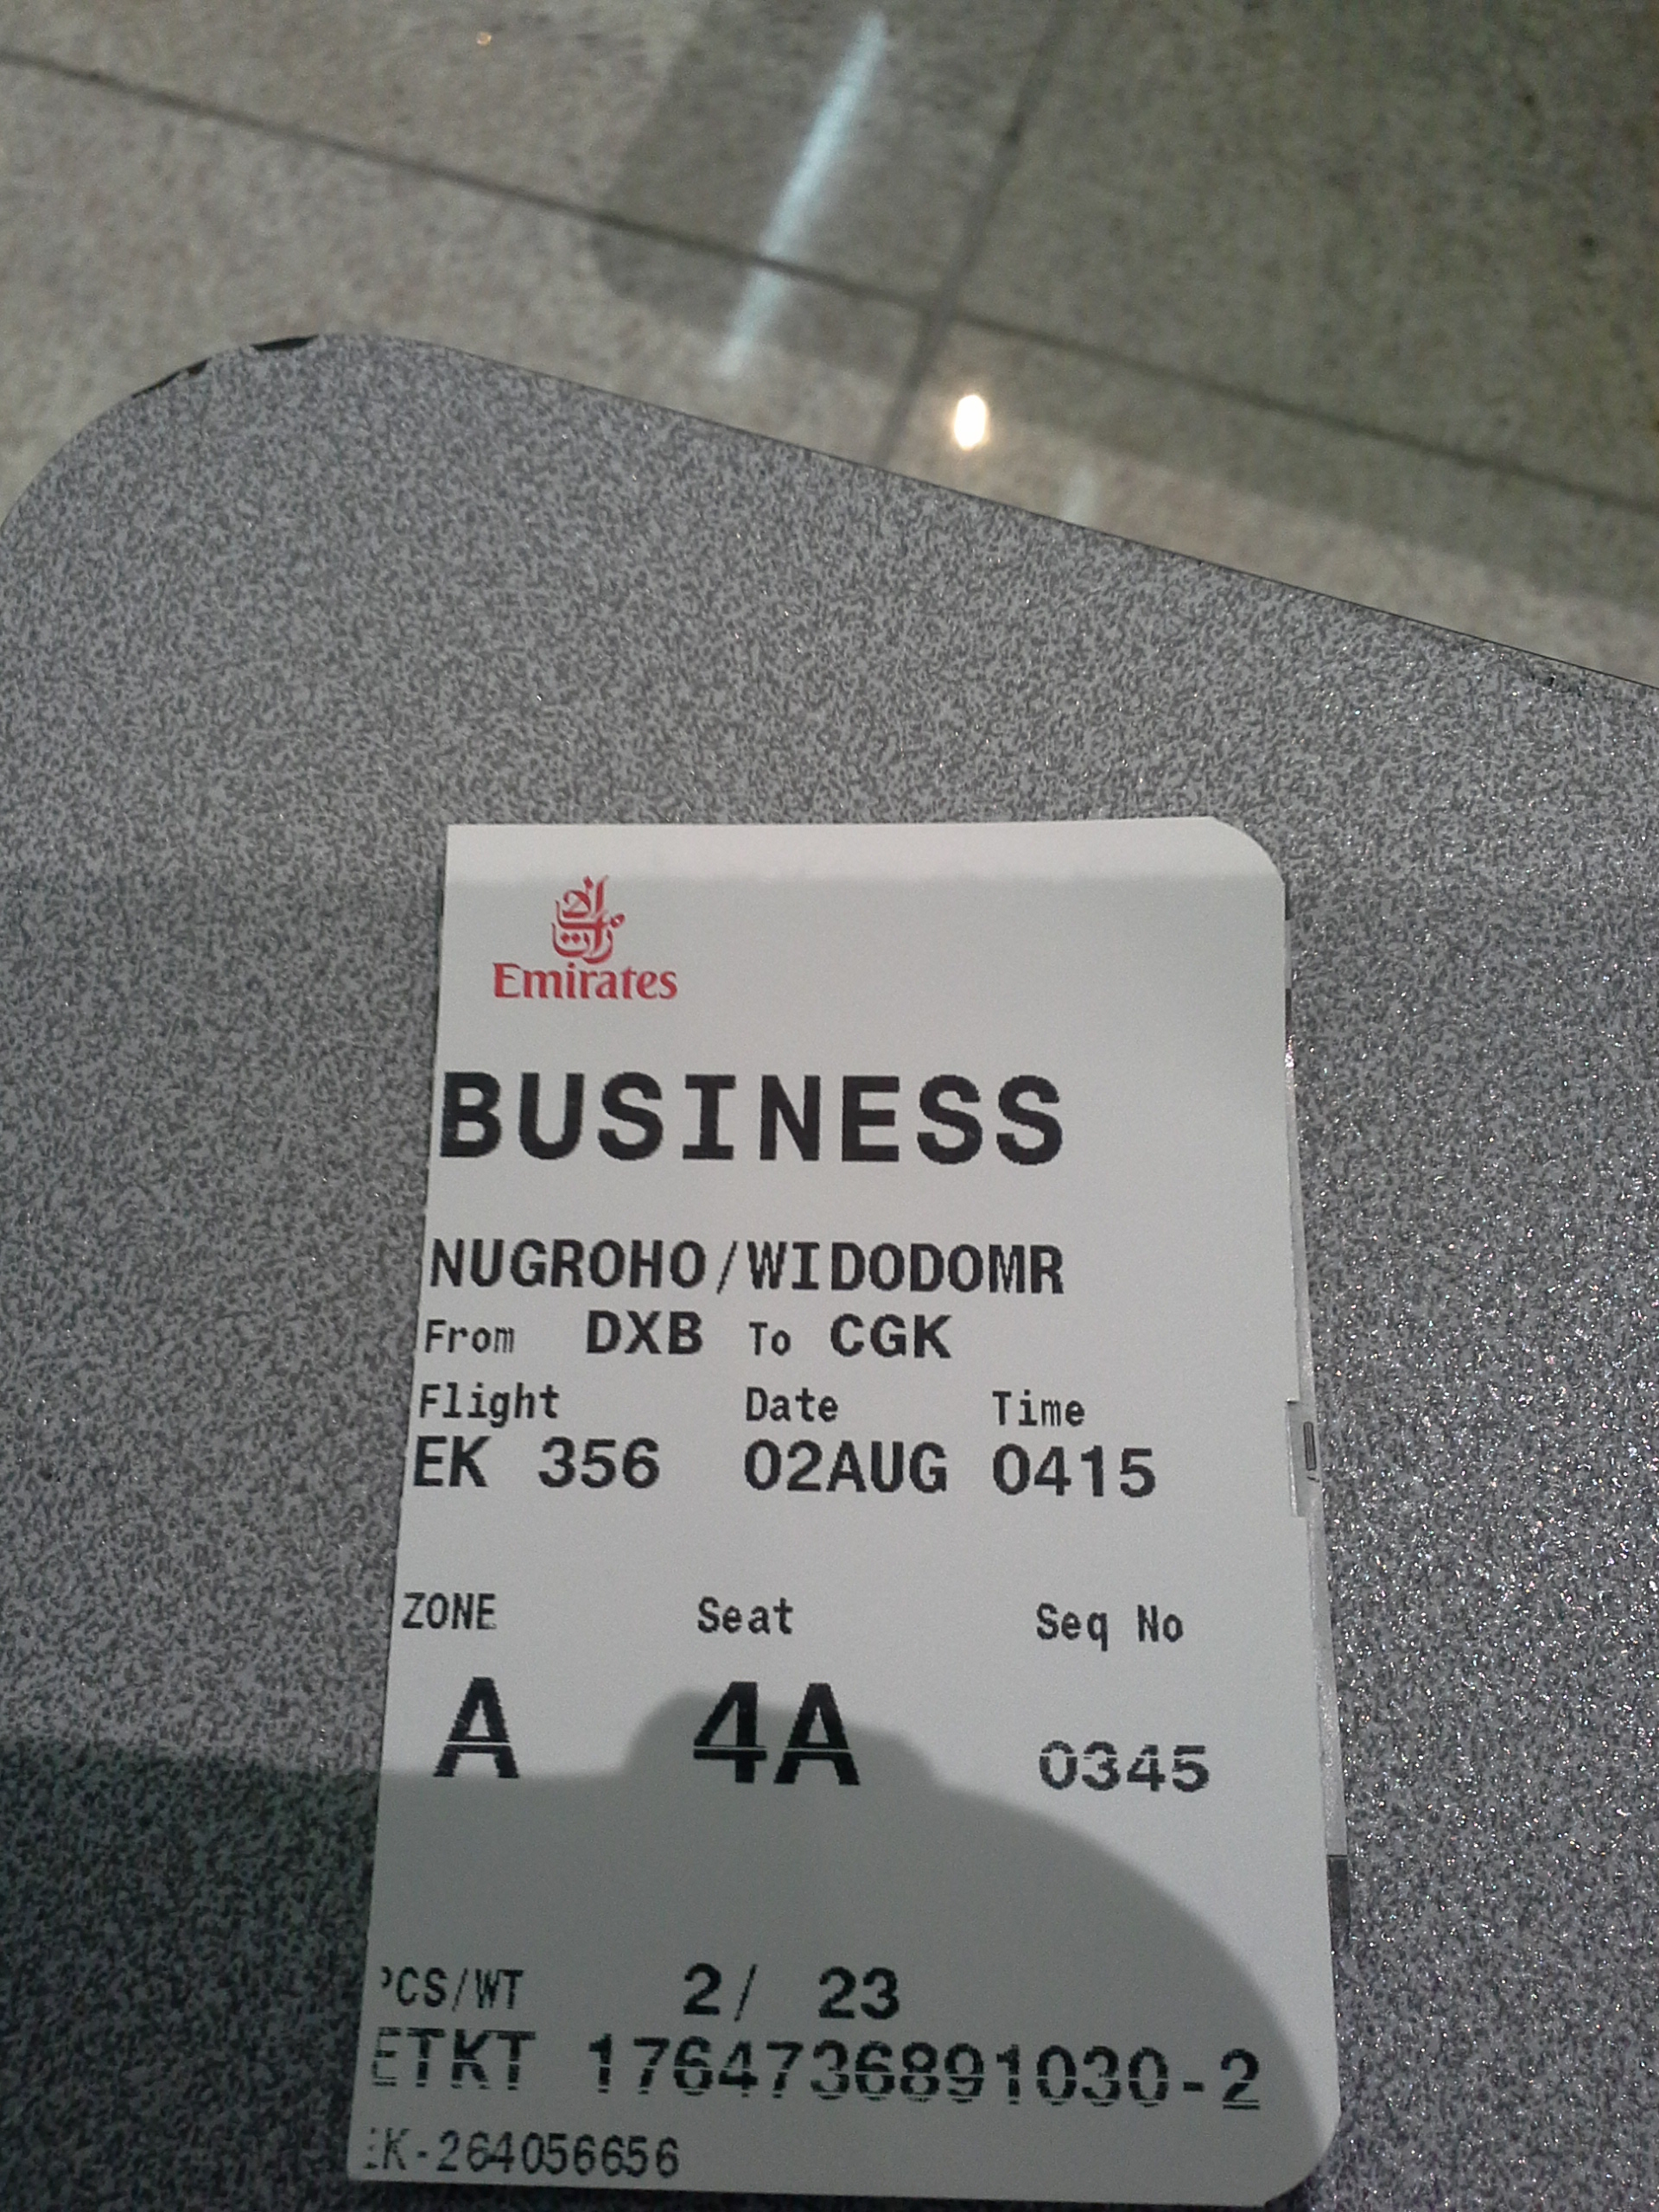 امارات
Emirates
BUSINESS
NUGROHO/WIDODOMR
From DXB To CGK
Flight Date Time
EK 356 02AUG 0415
ZONE Seat Seq No
A 4A 0345
PCS/WT 2/ 23
ETKT 1764736891030-2
EK-264056656